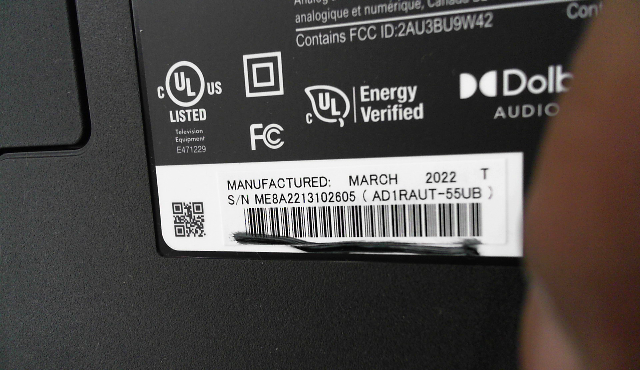 analogique et numérique, Canada
Contains FCC ID:2AU3BU9W42
C UL US
LISTED
Television
Equipment
E471229
FC
C UL
Energy
Verified
AUDIO
MANUFACTURED: MARCH 2022 T
S/N ME8A2213102605 ( AD1RAUT-55UB )